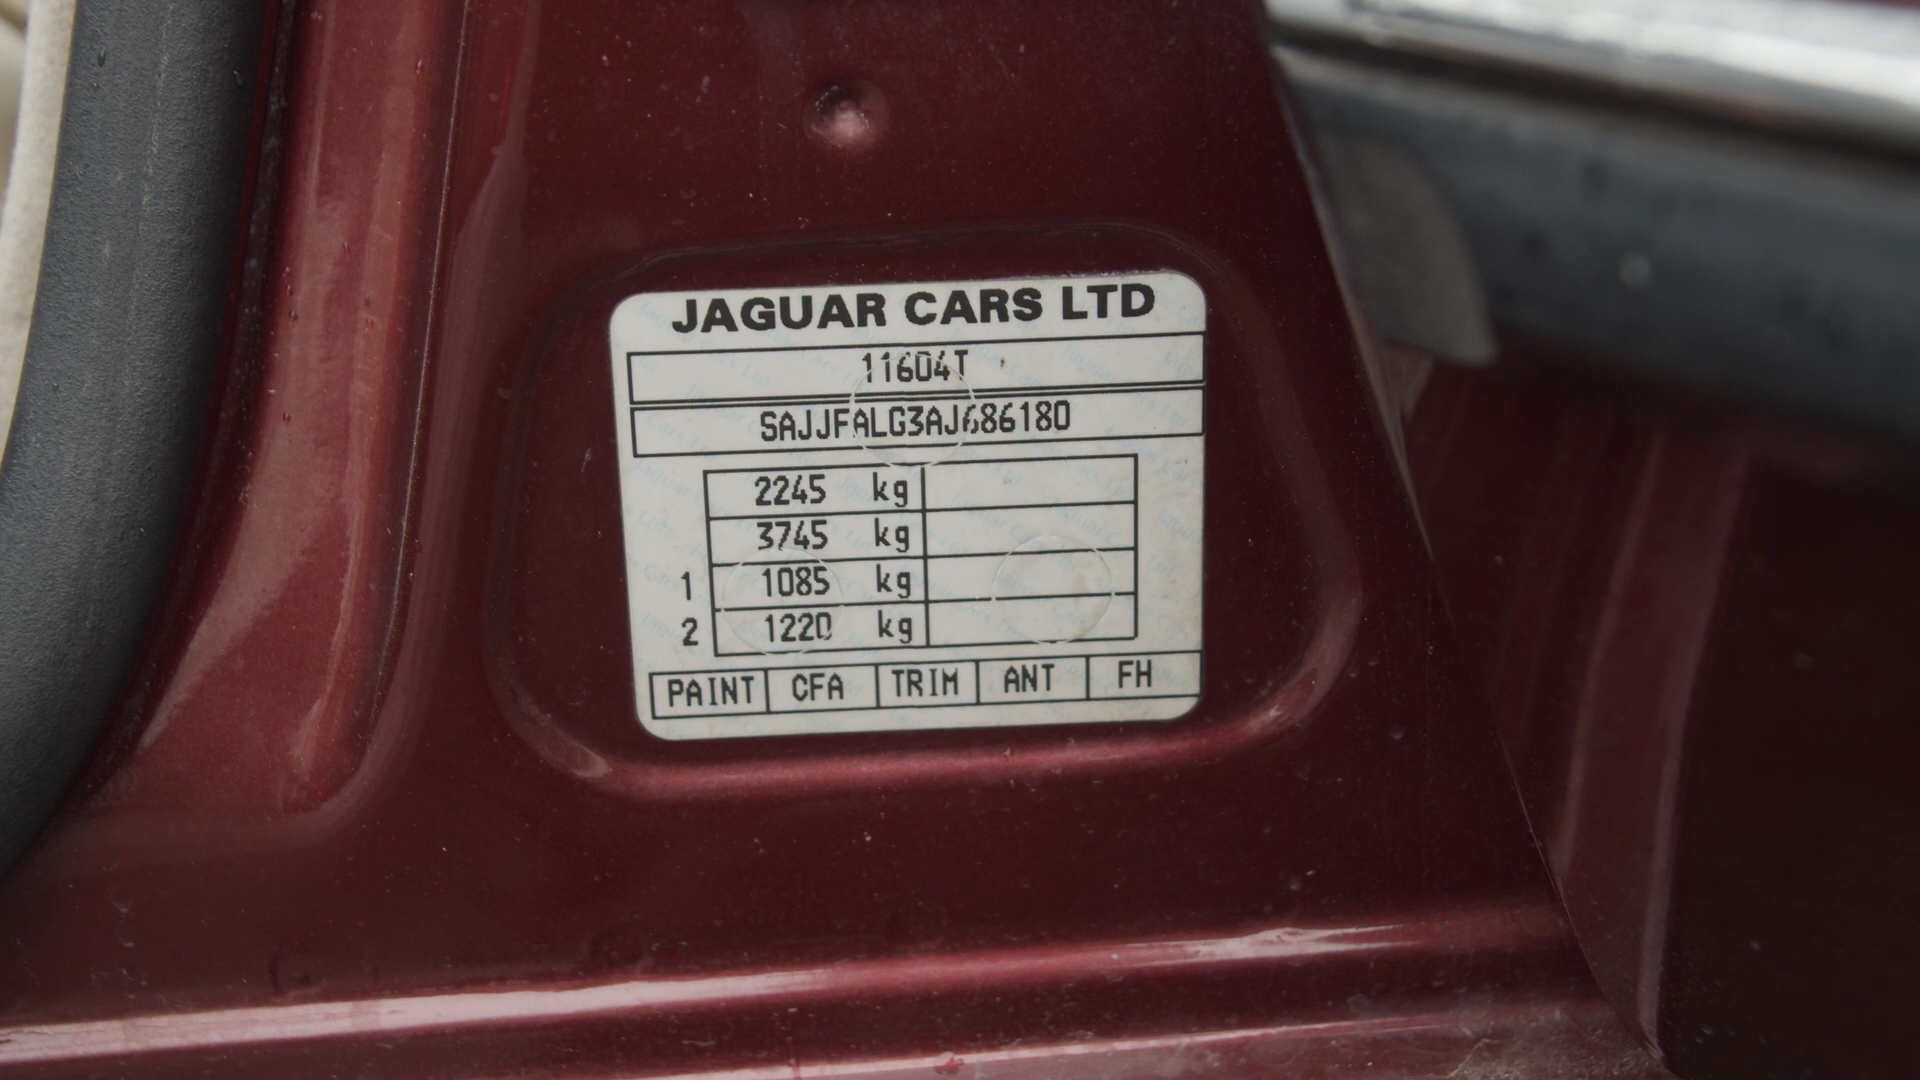 JAGUAR CARS LTD
11604T
SAJJFALG3AJ686180
2245 kg
3745 kg
1 1085 kg
2 1220 kg
PAINT CFA TRIM ANT FH